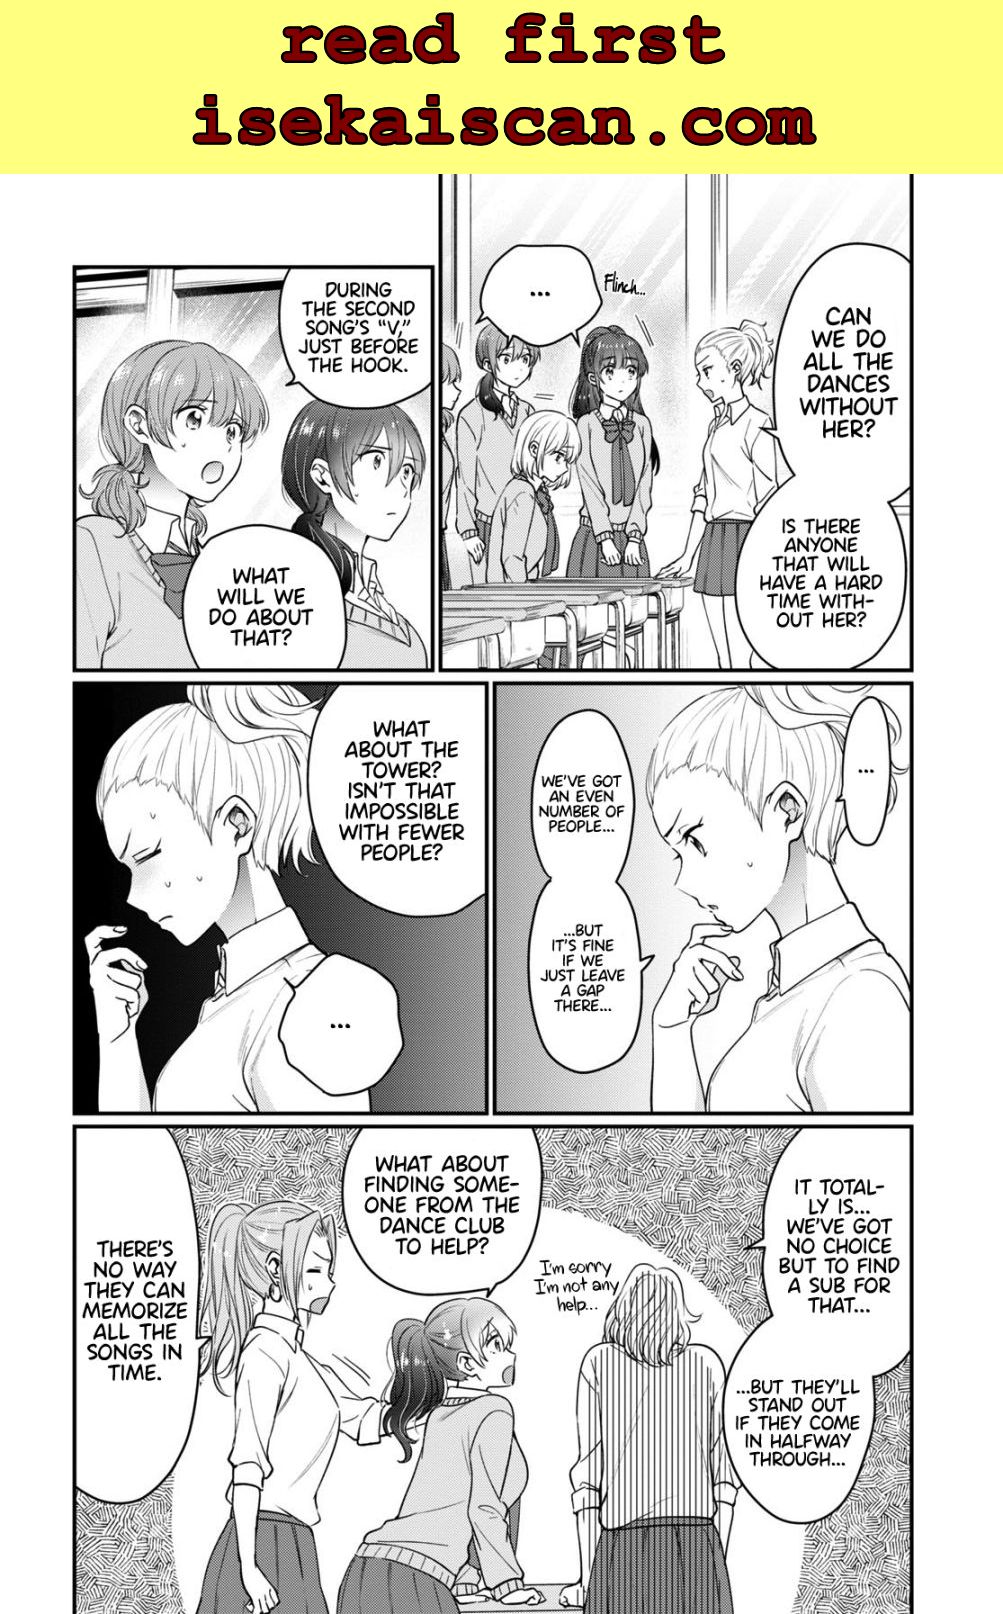 read first
isekaiscan.com
CAN
WE DO
ALL THE
DANCES
WITHOUT
HER?
IS THERE
ANYONE
THAT WILL
HAVE A HARD
TIME WITH-
OUT HER?
Flinch...
...
DURING
THE SECOND
SONG'S "V,"
JUST BEFORE
THE HOOK.
WHAT
WILL WE
DO ABOUT
THAT?
...
WE'VE GOT
AN EVEN
NUMBER OF
PEOPLE...
...BUT
IT'S FINE
IF WE
JUST LEAVE
A GAP
THERE...
WHAT
ABOUT THE
TOWER?
ISN'T THAT
IMPOSSIBLE
WITH FEWER
PEOPLE?
...
IT TOTAL-
LY IS...
WE'VE GOT
NO CHOICE
BUT TO FIND
A SUB FOR
THAT...
...BUT THEY'LL
STAND OUT
IF THEY COME
IN HALFWAY
THROUGH...
I'm sorry
I'm not any
help...
WHAT ABOUT
FINDING SOME-
ONE FROM THE
DANCE CLUB
TO HELP?
THERE'S
NO WAY
THEY CAN
MEMORIZE
ALL THE
SONGS IN
TIME.